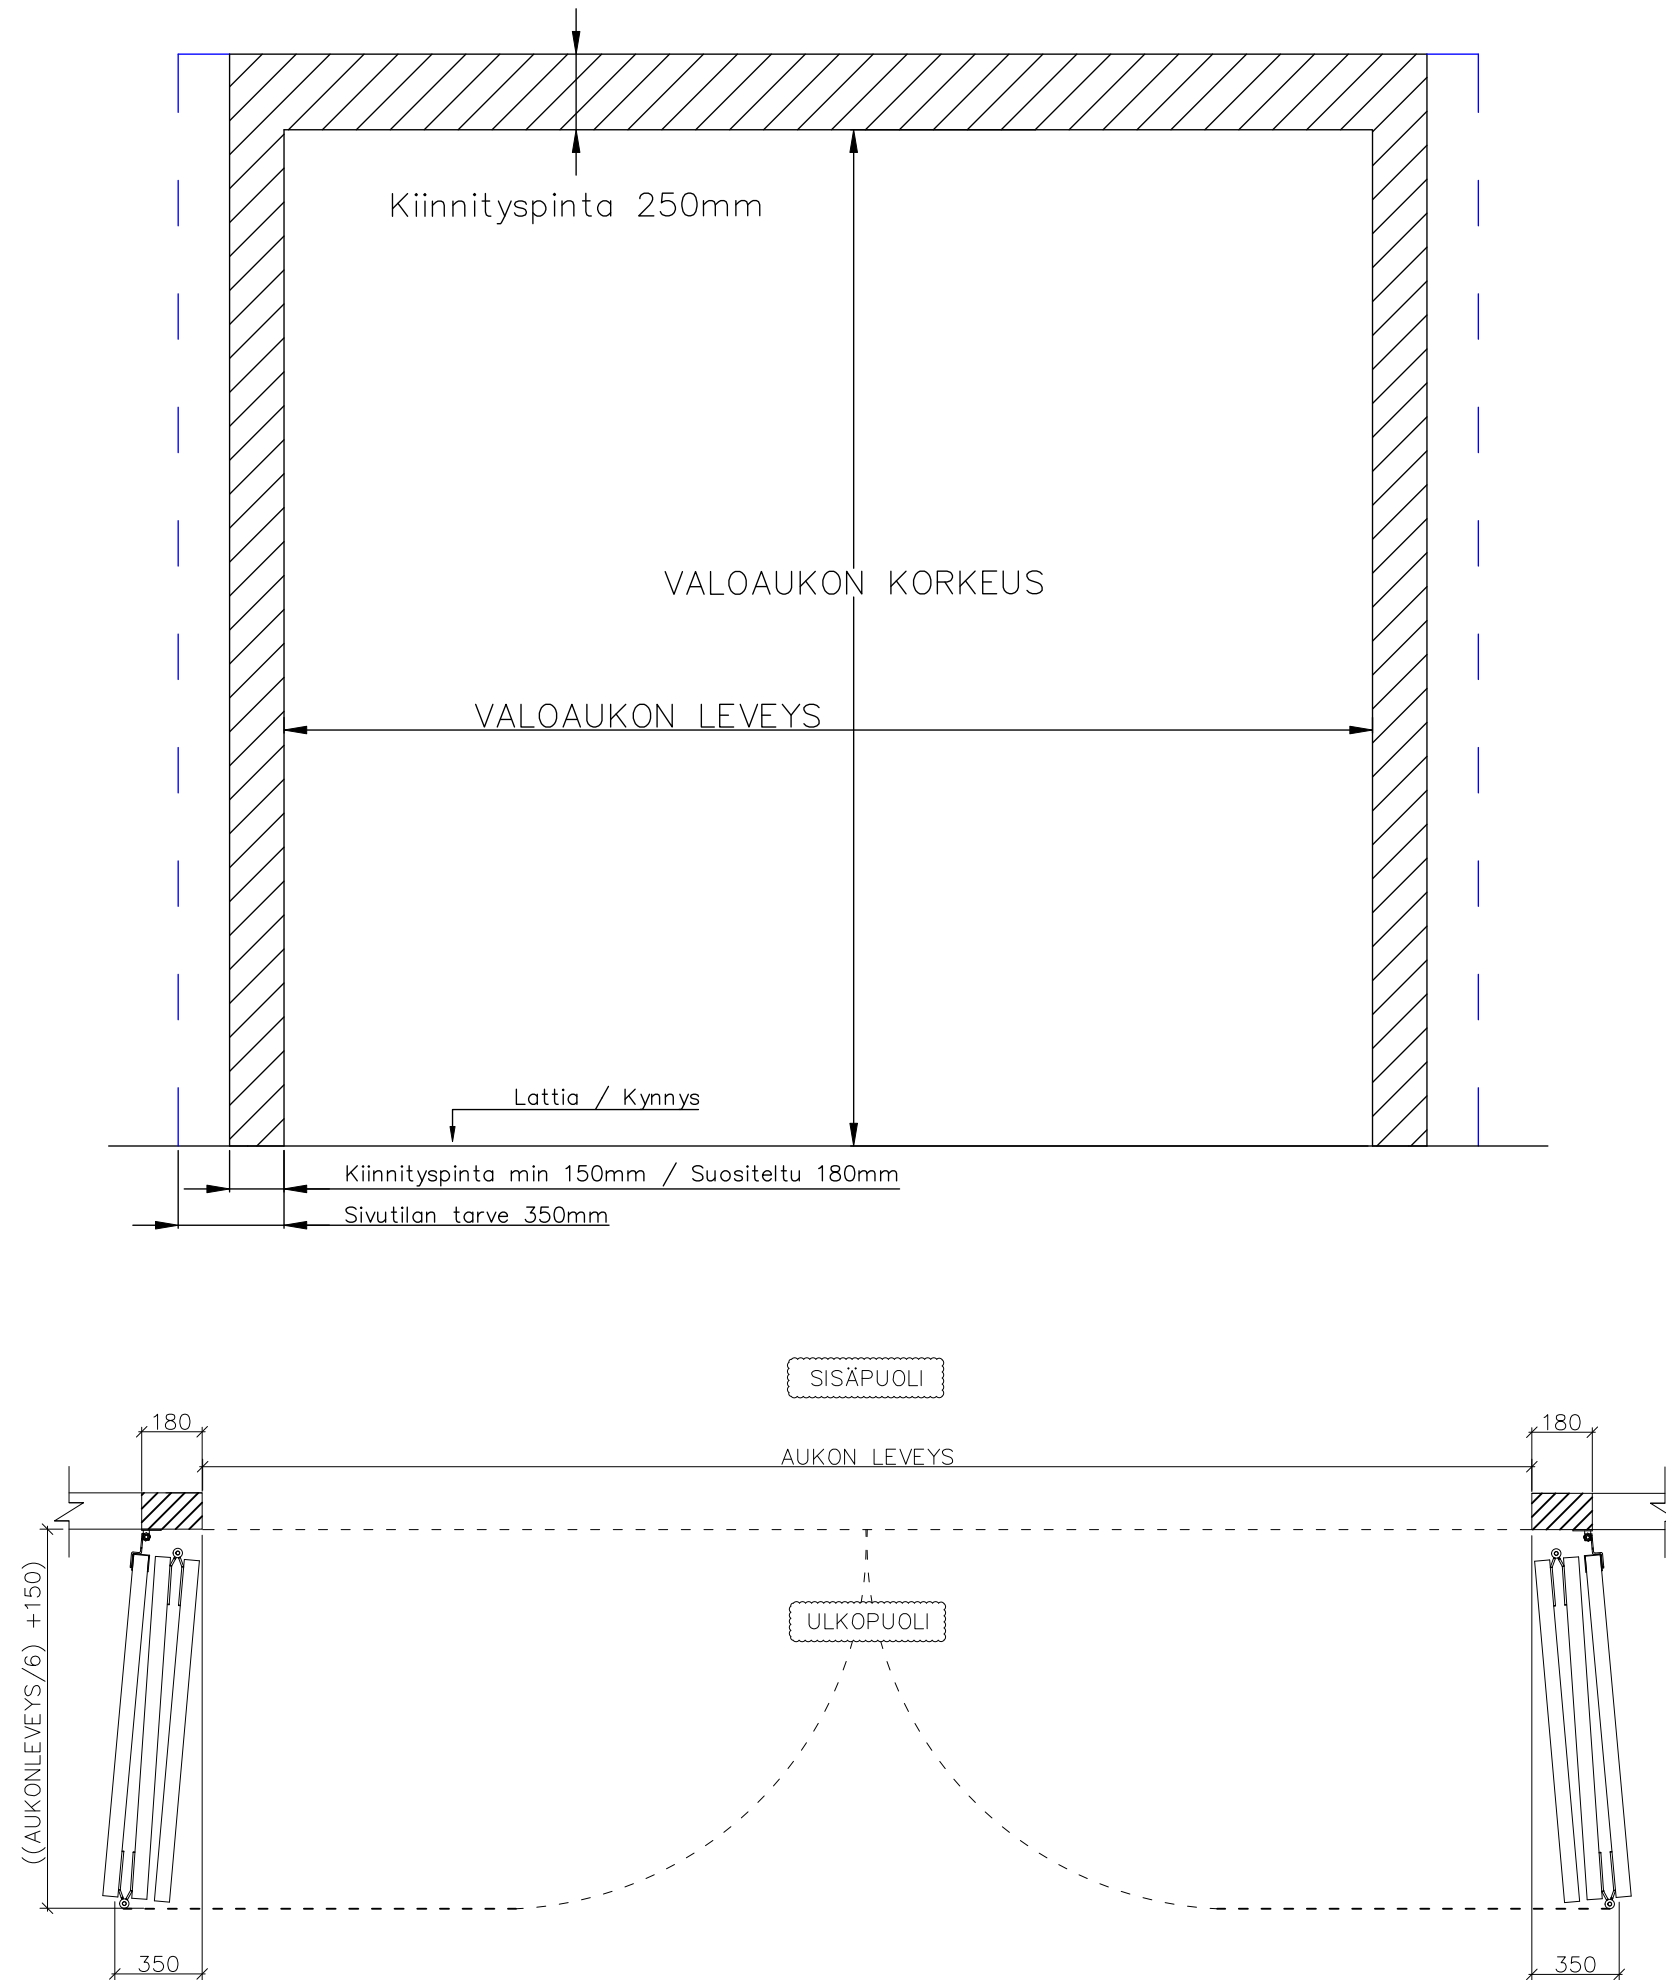 Kiinnityspinta 250mm
VALOAUKON KORKEUS
VALOAUKON LEVEYS
Lattia / Kynnys
Kiinnityspinta min 150mm / Suositeltu 180mm
Sivutilan tarve 350mm
SISÄPUOLI
180
180
AUKON LEVEYS
((AUKONLEVEYS/6) +150)
ULKOPUOLI
350
350